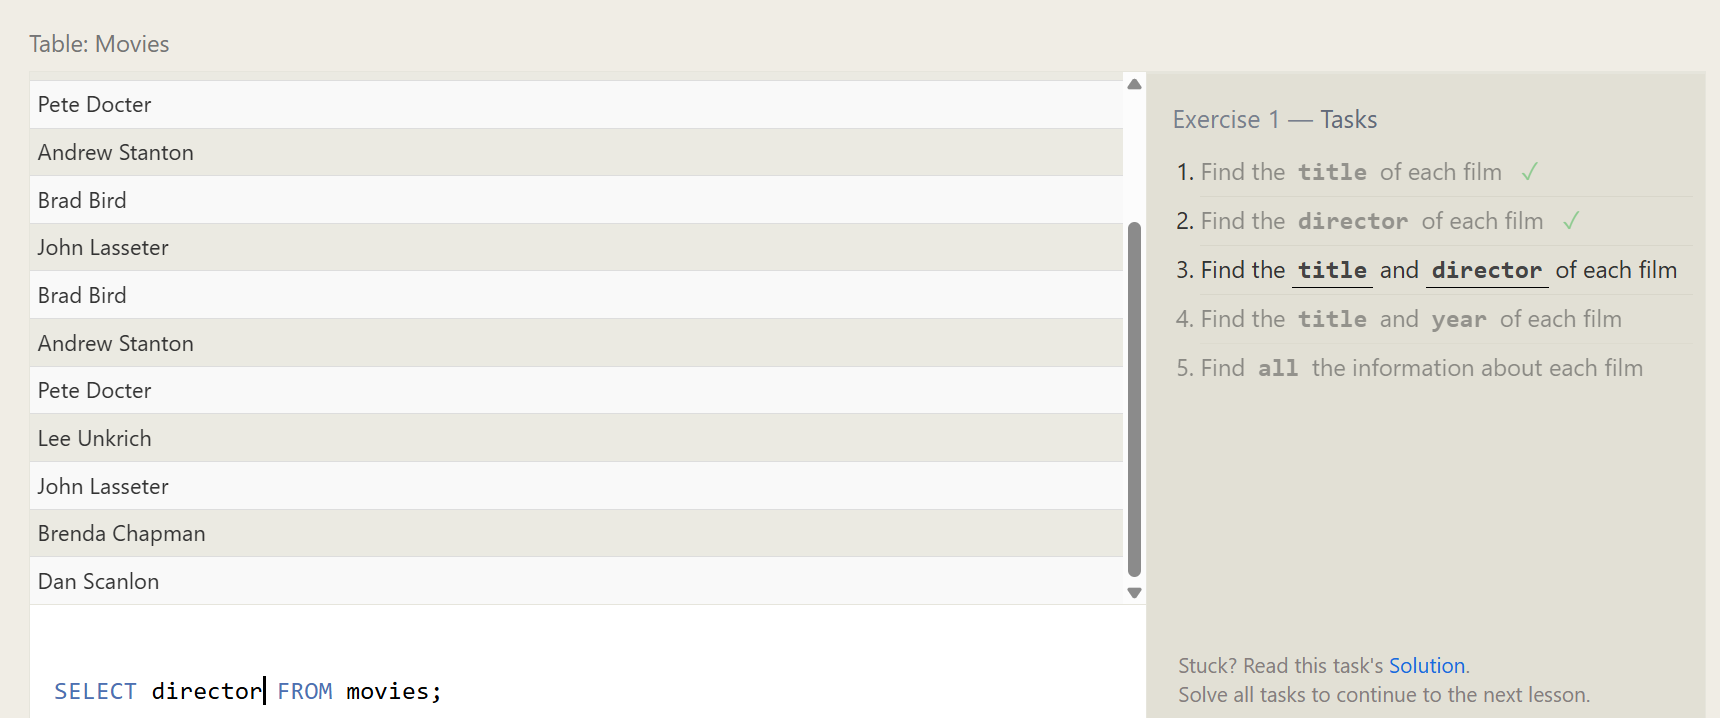 Table: Movies
Pete Docter
Andrew Stanton
Brad Bird
John Lasseter
Brad Bird
Andrew Stanton
Pete Docter
Lee Unkrich
John Lasseter
Brenda Chapman
Dan Scanlon
SELECT director FROM movies;
Exercise 1 — Tasks
1. Find the title of each film ✓
2. Find the director of each film ✓
3. Find the title and director of each film
4. Find the title and year of each film
5. Find all the information about each film
Stuck? Read this task's Solution.
Solve all tasks to continue to the next lesson.